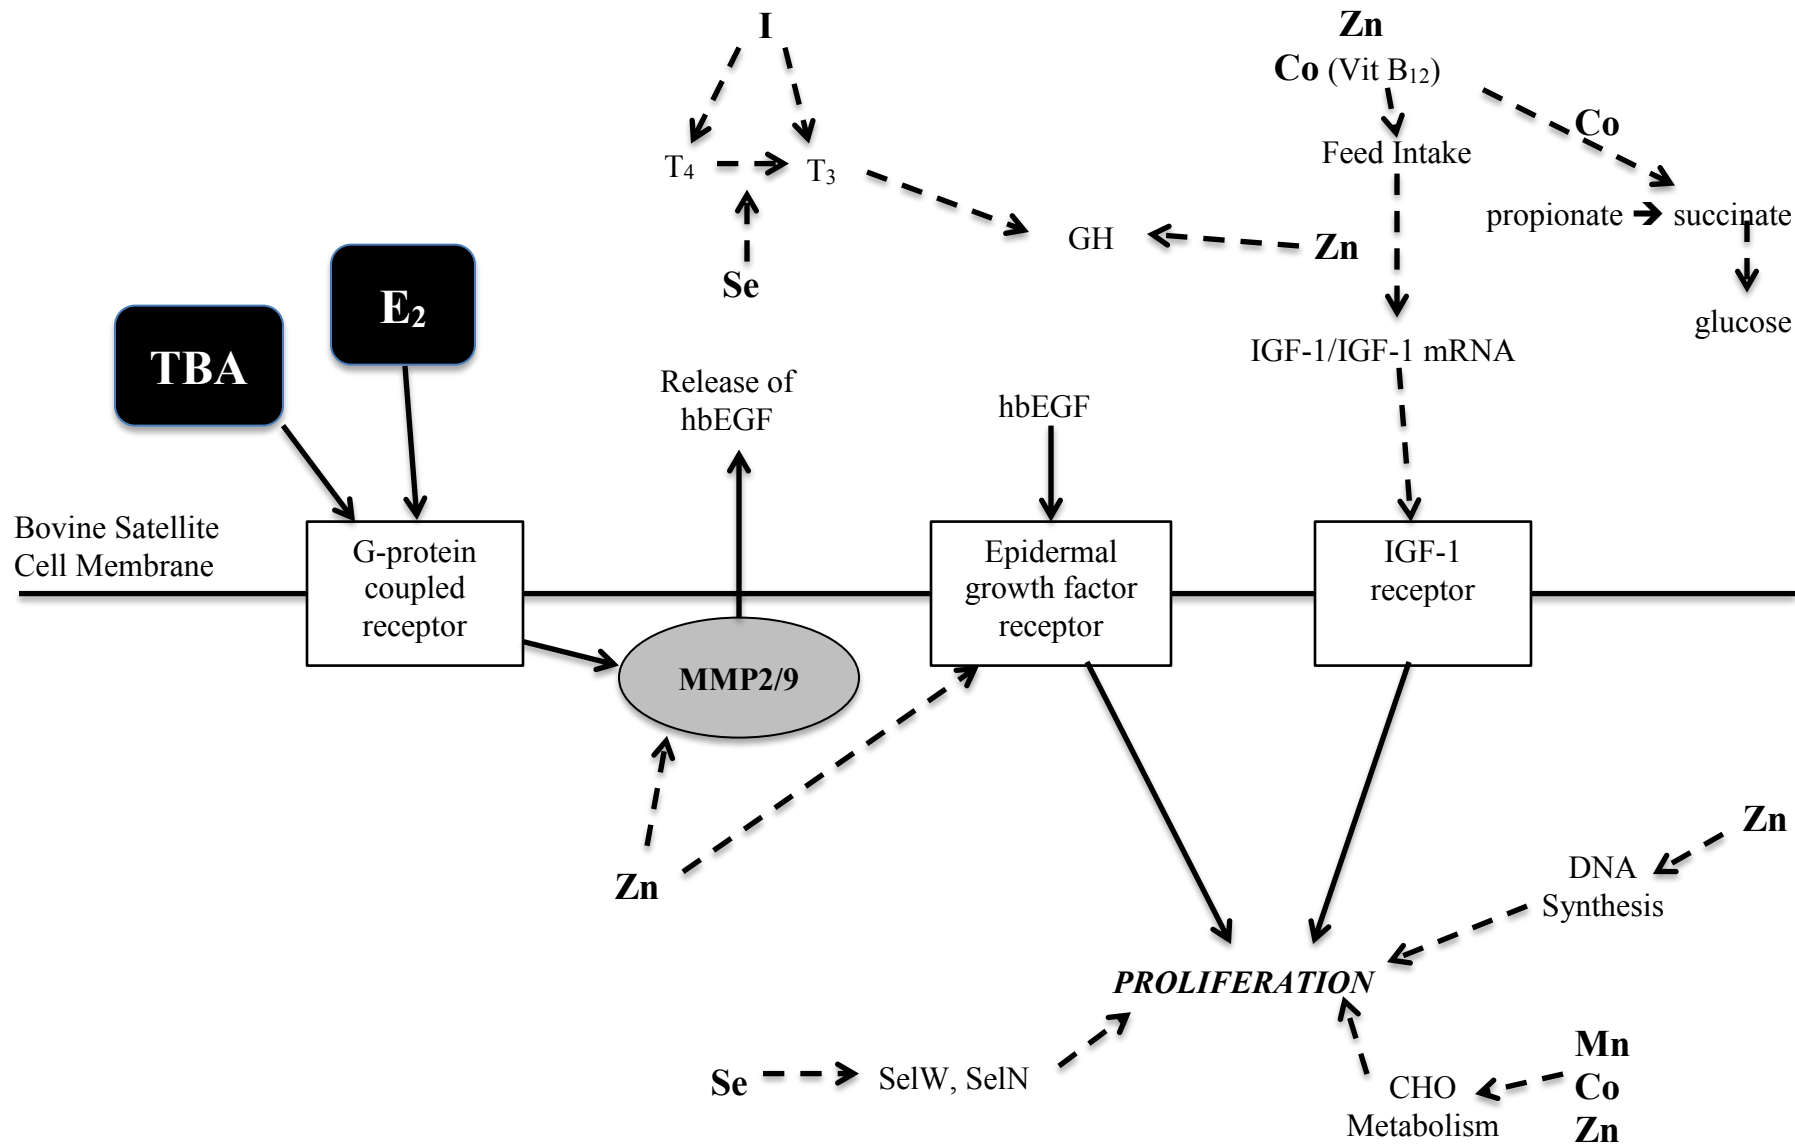 I
Zn
Co (Vit B12)
Co
T4
T3
Feed Intake
propionate → succinate
GH
Zn
Se
E2
TBA
glucose
IGF-1/IGF-1 mRNA
Release of
hbEGF
hbEGF
Bovine Satellite
Cell Membrane
G-protein
coupled
receptor
Epidermal
growth factor
receptor
IGF-1
receptor
MMP2/9
Zn
Zn
DNA
Synthesis
PROLIFERATION
Se
SelW, SelN
CHO
Metabolism
Mn
Co
Zn